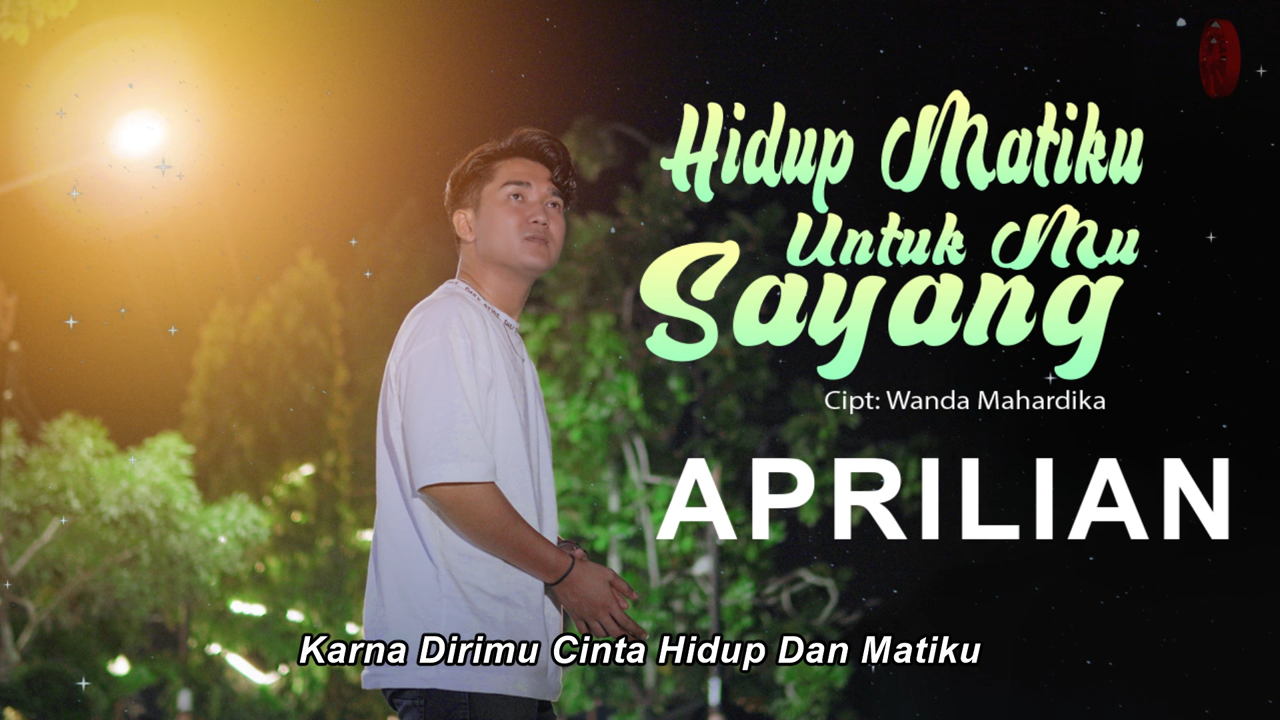 Hidup Matiku
Untuk Mu
Sayang
Cipt: Wanda Mahardika
APRILIAN
Karna Dirimu Cinta Hidup Dan Matiku